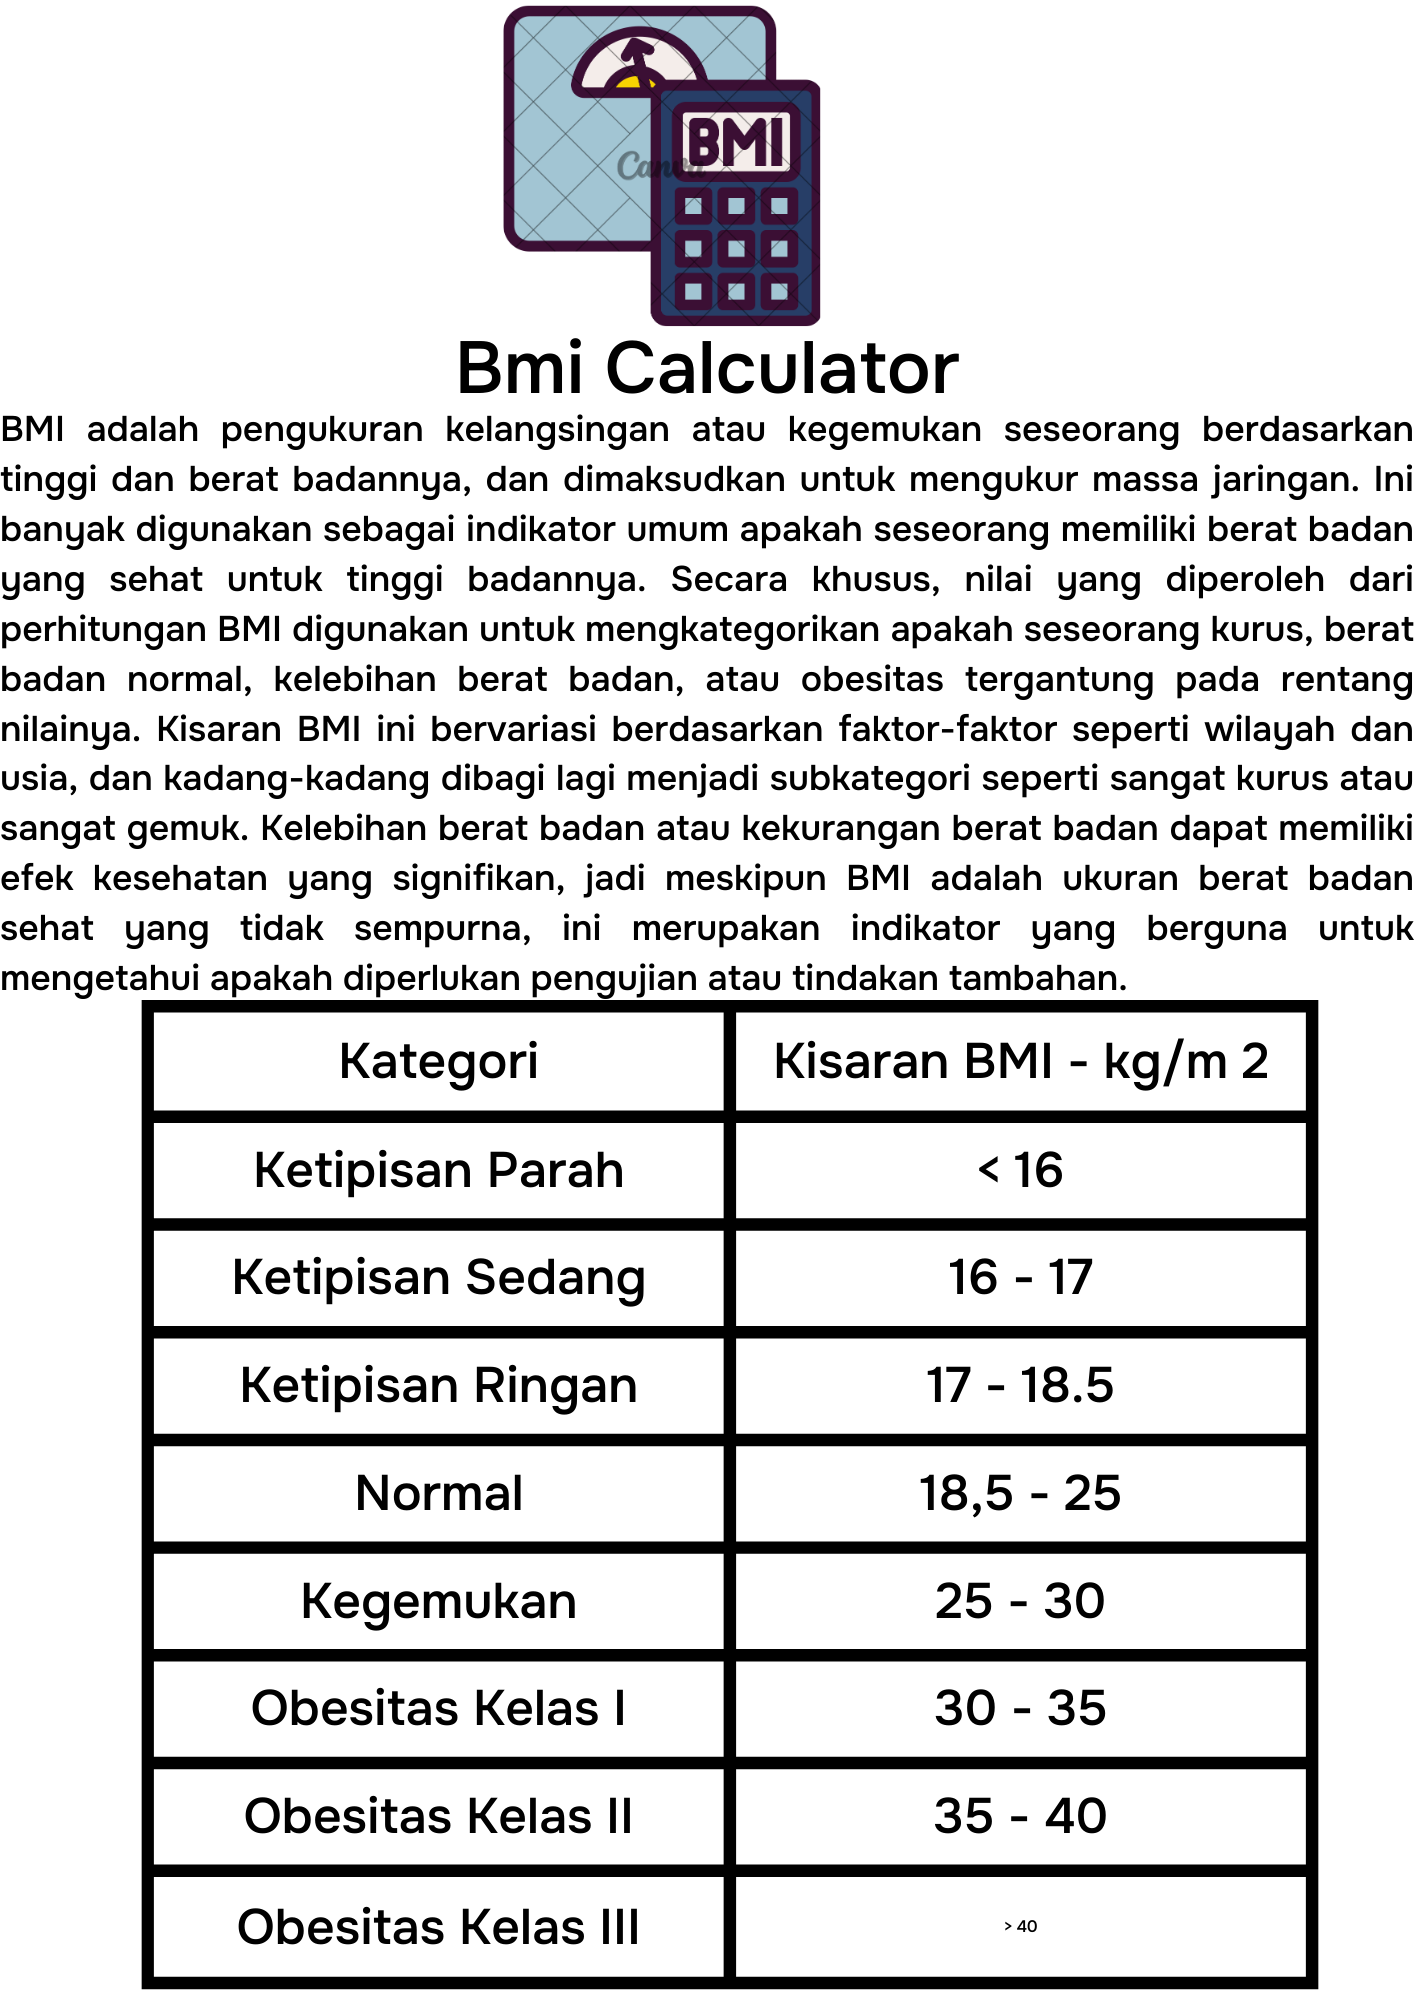 BMI
Canva
Bmi Calculator
BMI adalah pengukuran kelangsingan atau kegemukan seseorang berdasarkan
tinggi dan berat badannya, dan dimaksudkan untuk mengukur massa jaringan. Ini
banyak digunakan sebagai indikator umum apakah seseorang memiliki berat badan
yang sehat untuk tinggi badannya. Secara khusus, nilai yang diperoleh dari
perhitungan BMI digunakan untuk mengkategorikan apakah seseorang kurus, berat
badan normal, kelebihan berat badan, atau obesitas tergantung pada rentang
nilainya. Kisaran BMI ini bervariasi berdasarkan faktor-faktor seperti wilayah dan
usia, dan kadang-kadang dibagi lagi menjadi subkategori seperti sangat kurus atau
sangat gemuk. Kelebihan berat badan atau kekurangan berat badan dapat memiliki
efek kesehatan yang signifikan, jadi meskipun BMI adalah ukuran berat badan
sehat yang tidak sempurna, ini merupakan indikator yang berguna untuk
mengetahui apakah diperlukan pengujian atau tindakan tambahan.
Kategori Kisaran BMI - kg/m 2
Ketipisan Parah < 16
Ketipisan Sedang 16 - 17
Ketipisan Ringan 17 - 18.5
Normal 18,5 - 25
Kegemukan 25 - 30
Obesitas Kelas I 30 - 35
Obesitas Kelas II 35 - 40
Obesitas Kelas III > 40